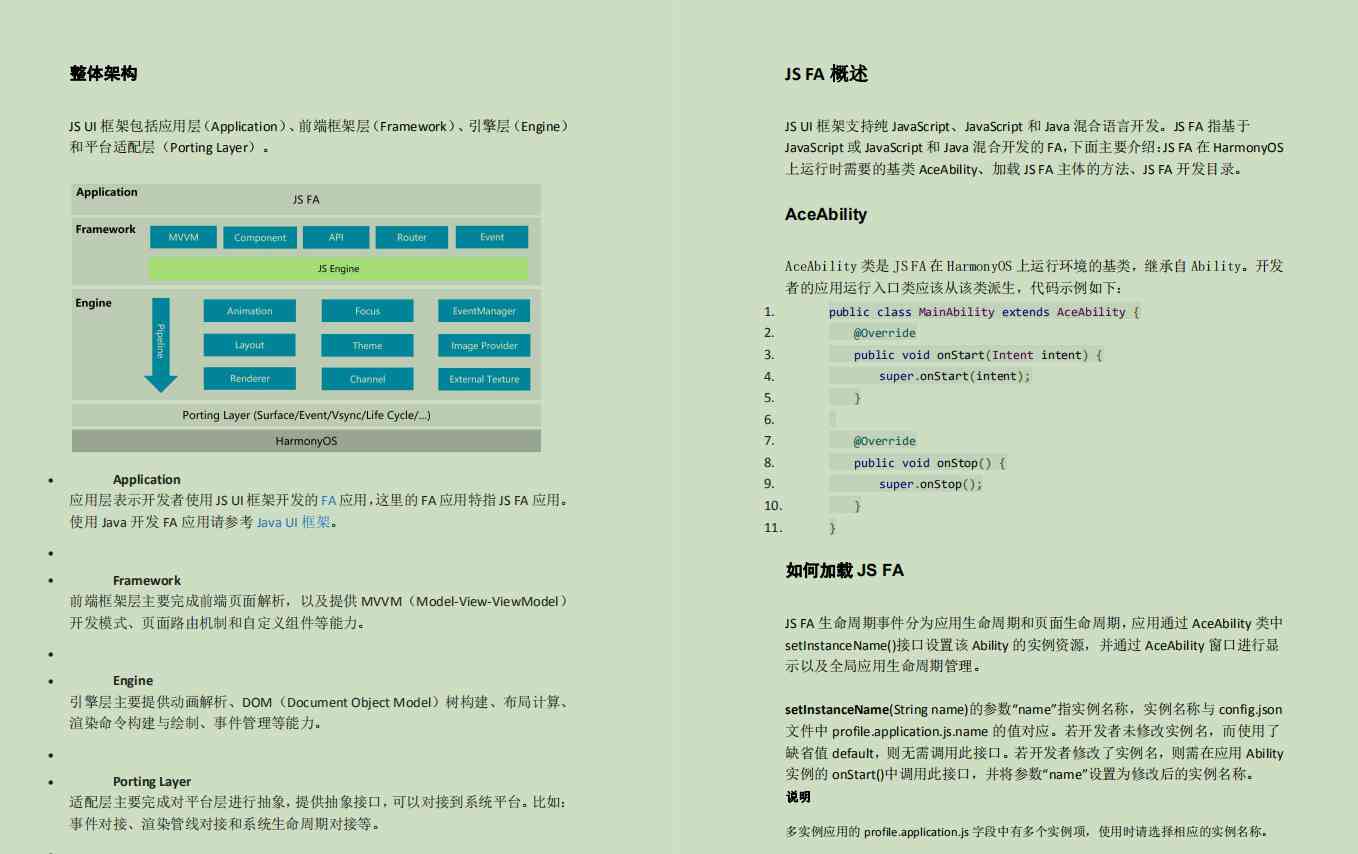 整体架构
JS UI 框架包括应用层（Application）、前端框架层（Framework）、引擎层（Engine）
和平台适配层（Porting Layer）。
Application
JS FA
Framework
MVVM
Component
API
Router
Event
JS Engine
Engine
Pipeline
Animation
Focus
EventManager
Layout
Theme
Image Provider
Renderer
Channel
External Texture
Porting Layer (Surface/Event/Vsync/Life Cycle/...)
HarmonyOS
• Application
应用层表示开发者使用 JS UI 框架开发的 FA 应用，这里的 FA 应用特指 JS FA 应用。
使用 Java 开发 FA 应用请参考 Java UI 框架。
•
• Framework
前端框架层主要完成前端页面解析，以及提供 MVVM（Model-View-ViewModel）
开发模式、页面路由机制和自定义组件等能力。
•
• Engine
引擎层主要提供动画解析、DOM（Document Object Model）树构建、布局计算、
渲染命令构建与绘制、事件管理等能力。
•
• Porting Layer
适配层主要完成对平台层进行抽象，提供抽象接口，可以对接到系统平台。比如：
事件对接、渲染管线对接和系统生命周期对接等。
JS FA 概述
JS UI 框架支持纯 JavaScript、JavaScript 和 Java 混合语言开发。JS FA 指基于
JavaScript 或 JavaScript 和 Java 混合开发的 FA，下面主要介绍：JS FA 在 HarmonyOS
上运行时需要的基类 AceAbility、加载 JS FA 主体的方法、JS FA 开发目录。
AceAbility
AceAbility 类是 JS FA 在 HarmonyOS 上运行环境的基类，继承自 Ability。开发
者的应用运行入口类应该从该类派生，代码示例如下：
1. public class MainAbility extends AceAbility {
2. @Override
3. public void onStart(Intent intent) {
4. super.onStart(intent);
5. }
6.
7. @Override
8. public void onStop() {
9. super.onStop();
10. }
11. }
如何加载 JS FA
JS FA 生命周期事件分为应用生命周期和页面生命周期，应用通过 AceAbility 类中
setInstanceName()接口设置该 Ability 的实例资源，并通过 AceAbility 窗口进行显
示以及全局应用生命周期管理。
setInstanceName(String name)的参数“name”指实例名称，实例名称与 config.json
文件中 profile.application.js.name 的值对应。若开发者未修改实例名，而使用了
缺省值 default，则无需调用此接口。若开发者修改了实例名，则需在应用 Ability
实例的 onStart()中调用此接口，并将参数“name”设置为修改后的实例名称。
说明
多实例应用的 profile.application.js 字段中有多个实例项，使用时请选择相应的实例名称。